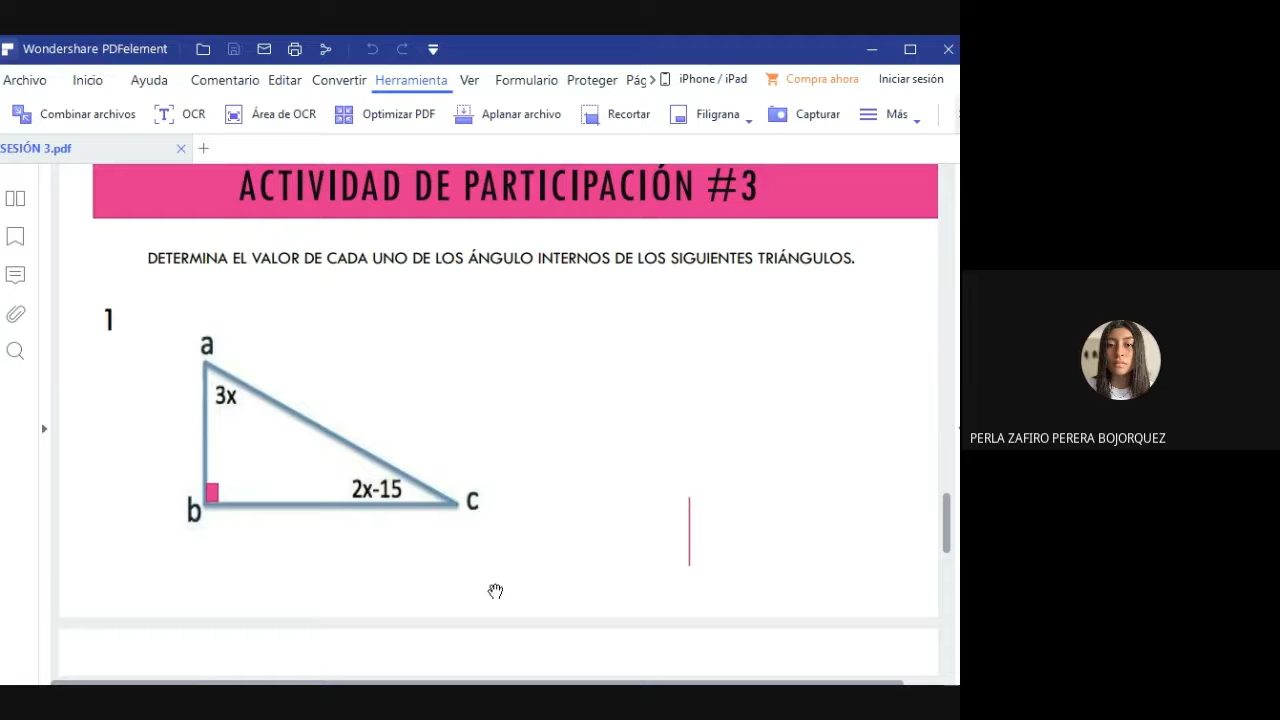 Wondershare PDFelement
Archivo Inicio Ayuda Comentario Editar Convertir Herramienta Ver Formulario Proteger Pág iPhone / iPad Compra ahora Iniciar sesión
Combinar archivos OCR Área de OCR Optimizar PDF Aplanar archivo Recortar Filigrana Capturar Más
SESIÓN 3.pdf
ACTIVIDAD DE PARTICIPACIÓN #3
DETERMINA EL VALOR DE CADA UNO DE LOS ÁNGULO INTERNOS DE LOS SIGUIENTES TRIÁNGULOS.
1
a
3x
2x-15
b
c
PERLA ZAFIRO PERERA BOJORQUEZ